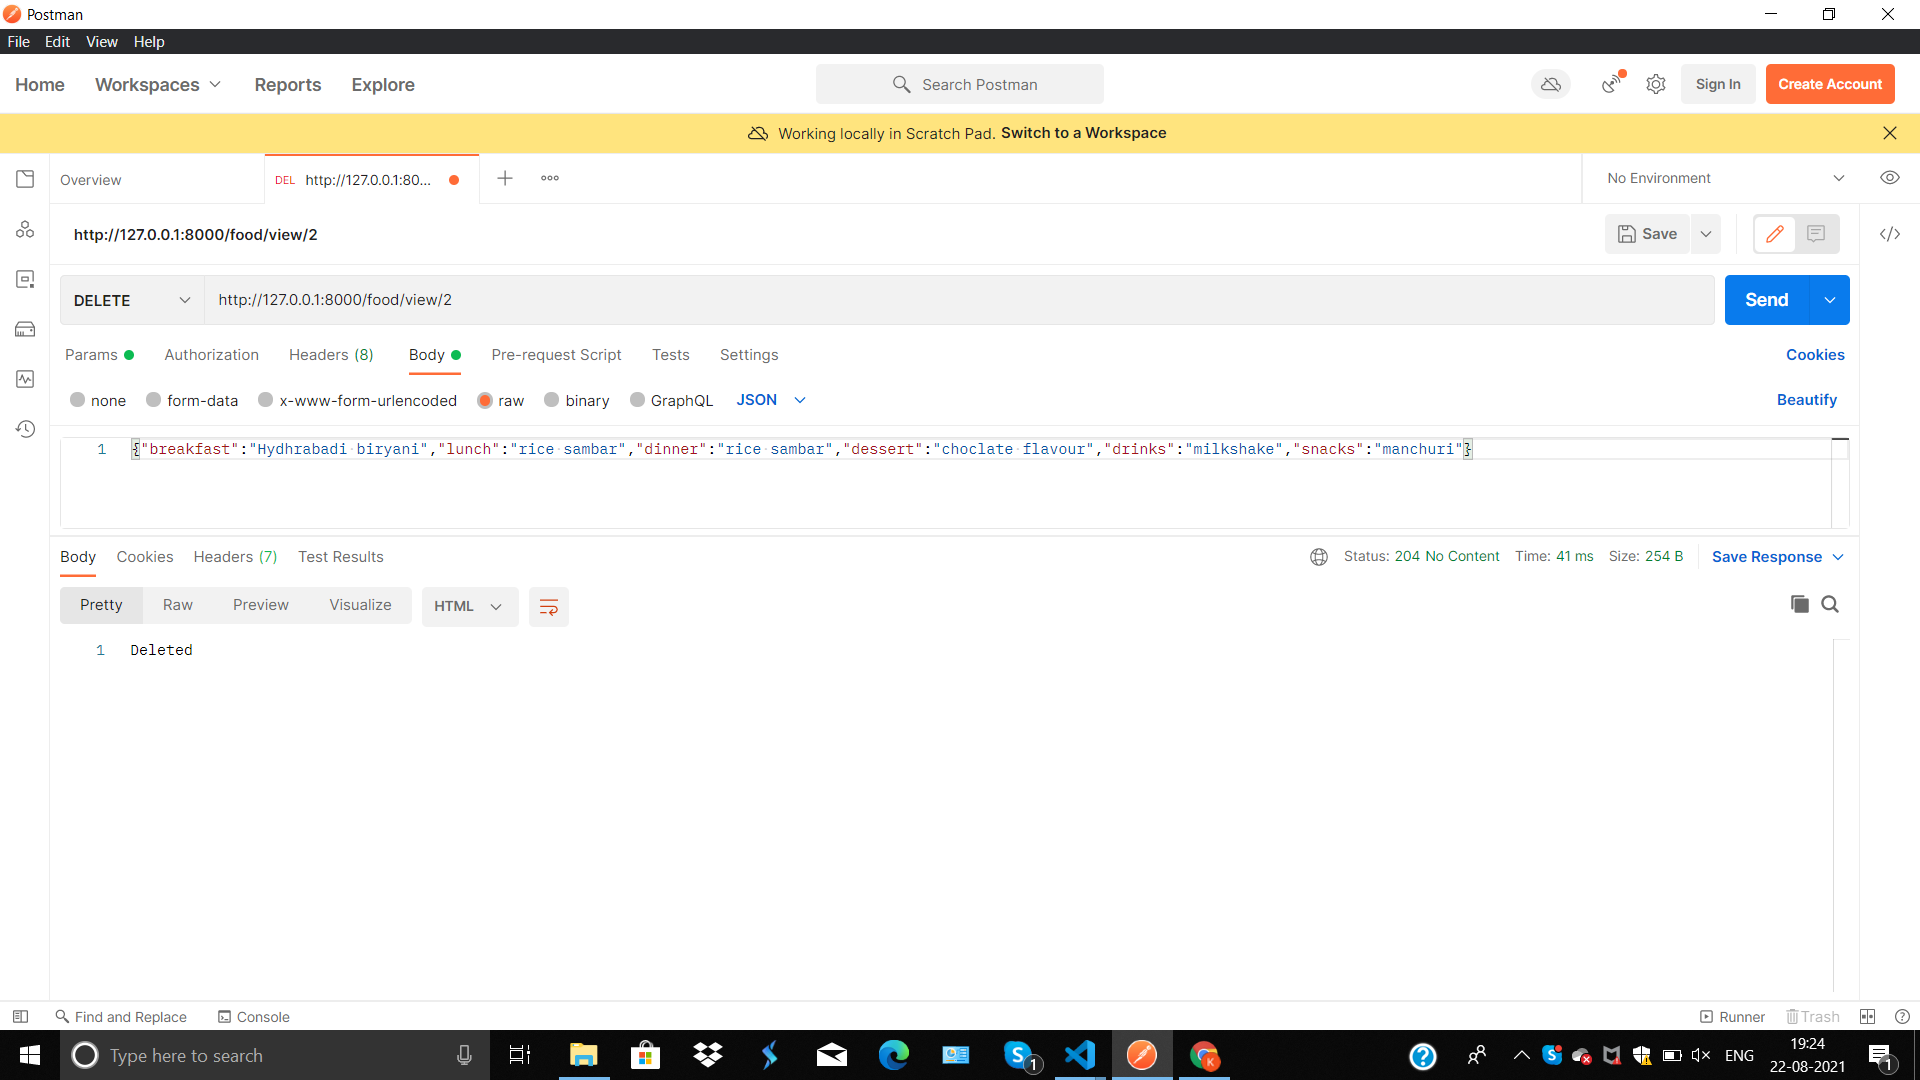 Postman
File Edit View Help
Home Workspaces Reports Explore Search Postman Sign In Create Account
Working locally in Scratch Pad. Switch to a Workspace
Overview DEL http://127.0.0.1:80... No Environment
http://127.0.0.1:8000/food/view/2 Save
DELETE http://127.0.0.1:8000/food/view/2 Send
Params Authorization Headers (8) Body Pre-request Script Tests Settings Cookies
none form-data x-www-form-urlencoded raw binary GraphQL JSON Beautify
1 {"breakfast":"Hydhrabadi biryani","lunch":"rice sambar","dinner":"rice sambar","dessert":"choclate flavour","drinks":"milkshake","snacks":"manchuri"}
Body Cookies Headers (7) Test Results Status: 204 No Content Time: 41 ms Size: 254 B Save Response
Pretty Raw Preview Visualize HTML
1 Deleted
Find and Replace Console Runner Trash
Type here to search 1 K ENG 19:24 1
22-08-2021